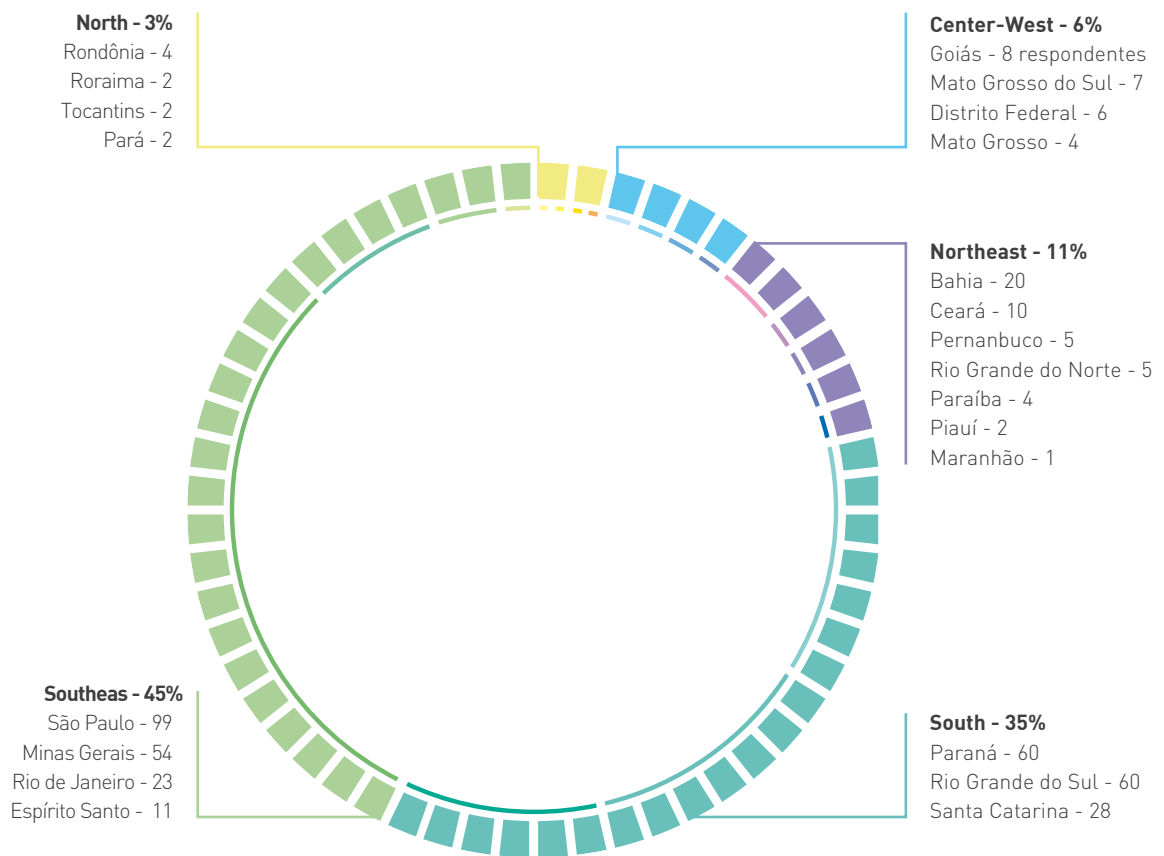 North - 3%
Rondônia - 4
Roraima - 2
Tocantins - 2
Pará - 2
Center-West - 6%
Goiás - 8 respondentes
Mato Grosso do Sul - 7
Distrito Federal - 6
Mato Grosso - 4
Northeast - 11%
Bahia - 20
Ceará - 10
Pernanbuco - 5
Rio Grande do Norte - 5
Paraíba - 4
Piauí - 2
Maranhão - 1
Southeas - 45%
São Paulo - 99
Minas Gerais - 54
Rio de Janeiro - 23
Espírito Santo - 11
South - 35%
Paraná - 60
Rio Grande do Sul - 60
Santa Catarina - 28